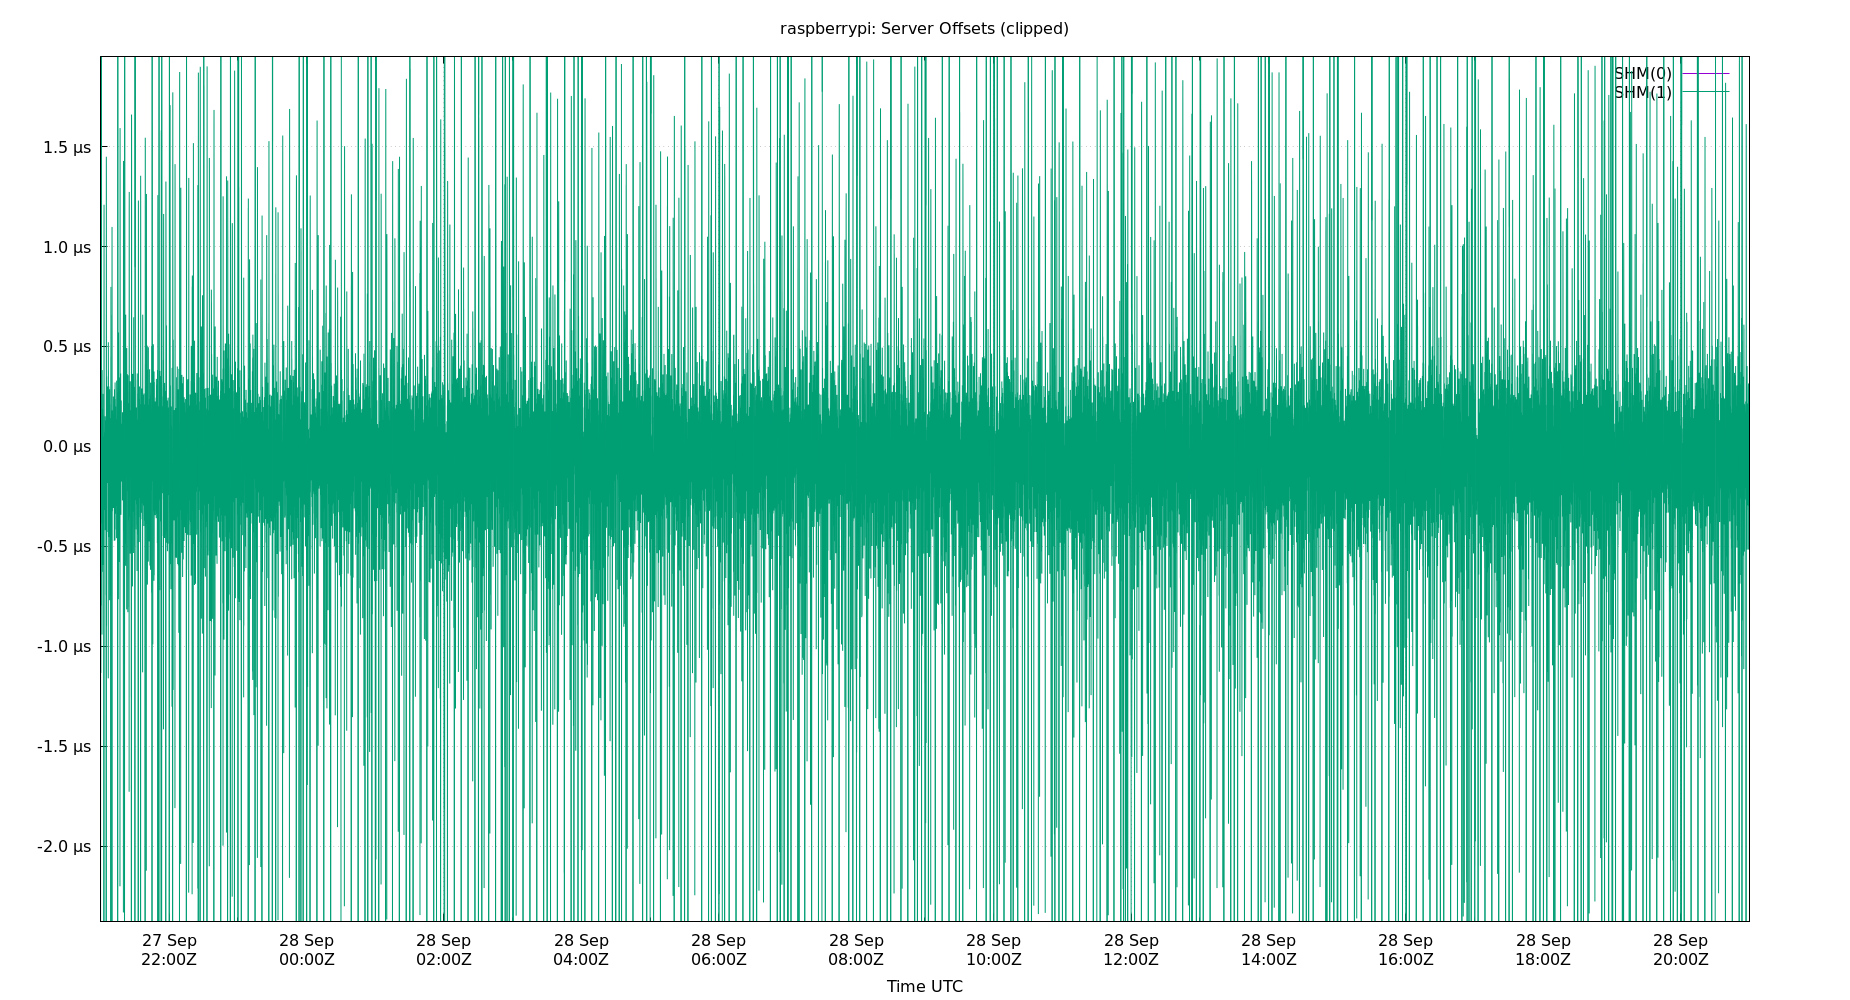 raspberrypi: Server Offsets (clipped)
SHM(0)
SHM(1)
1.5 µs
1.0 µs
0.5 µs
0.0 µs
-0.5 µs
-1.0 µs
-1.5 µs
-2.0 µs
27 Sep 28 Sep 28 Sep 28 Sep 28 Sep 28 Sep 28 Sep 28 Sep 28 Sep 28 Sep 28 Sep 28 Sep
22:00Z 00:00Z 02:00Z 04:00Z 06:00Z 08:00Z 10:00Z 12:00Z 14:00Z 16:00Z 18:00Z 20:00Z
Time UTC